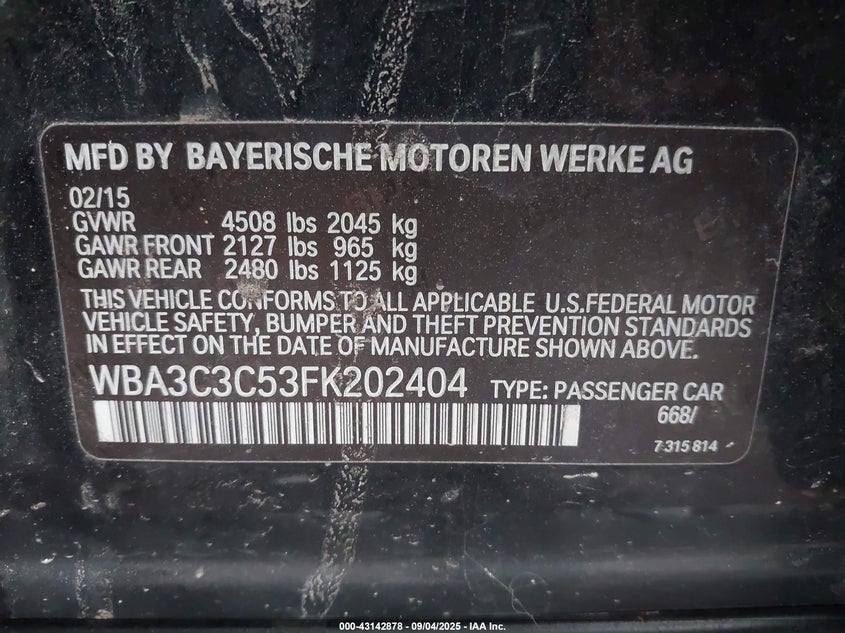 MFD BY BAYERISCHE MOTOREN WERKE AG
02/15
GVWR 4508 lbs 2045 kg
GAWR FRONT 2127 lbs 965 kg
GAWR REAR 2480 lbs 1125 kg
THIS VEHICLE CONFORMS TO ALL APPLICABLE U.S.FEDERAL MOTOR
VEHICLE SAFETY, BUMPER AND THEFT PREVENTION STANDARDS
IN EFFECT ON THE DATE OF MANUFACTURE SHOWN ABOVE.
WBA3C3C53FK202404 TYPE: PASSENGER CAR
668/
7 315 814
000-43142878 - 09/04/2025 - IAA Inc.